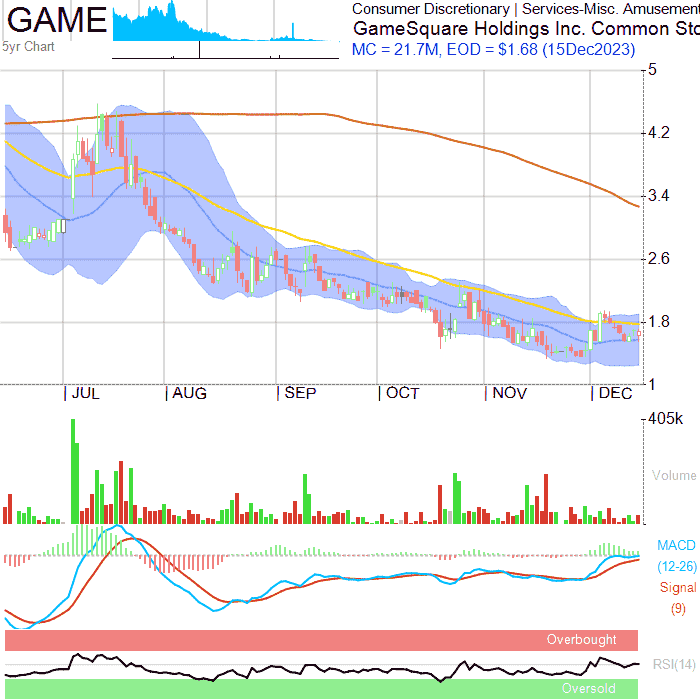 GAME
5yr Chart
Consumer Discretionary | Services-Misc. Amusement
GameSquare Holdings Inc. Common Sto
MC = 21.7M, EOD = $1.68 (15Dec2023)
5
4.2
3.4
2.6
1.8
1
JUL AUG SEP OCT NOV DEC
405k
Volume
MACD
(12-26)
Signal
(9)
Overbought
RSI(14)
Oversold